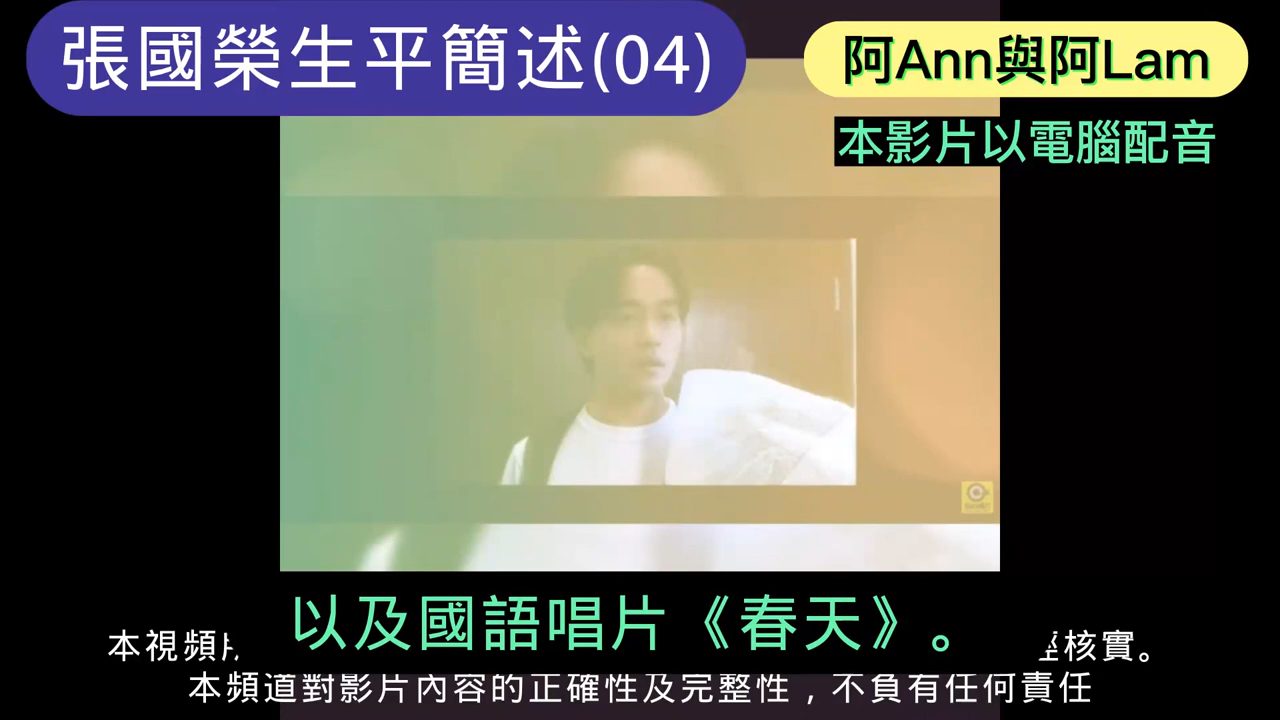 張國榮生平簡述(04)
阿Ann與阿Lam
本影片以電腦配音
以及國語唱片《春天》。
本視頻
核實。
本頻道對影片內容的正確性及完整性，不負有任何責任